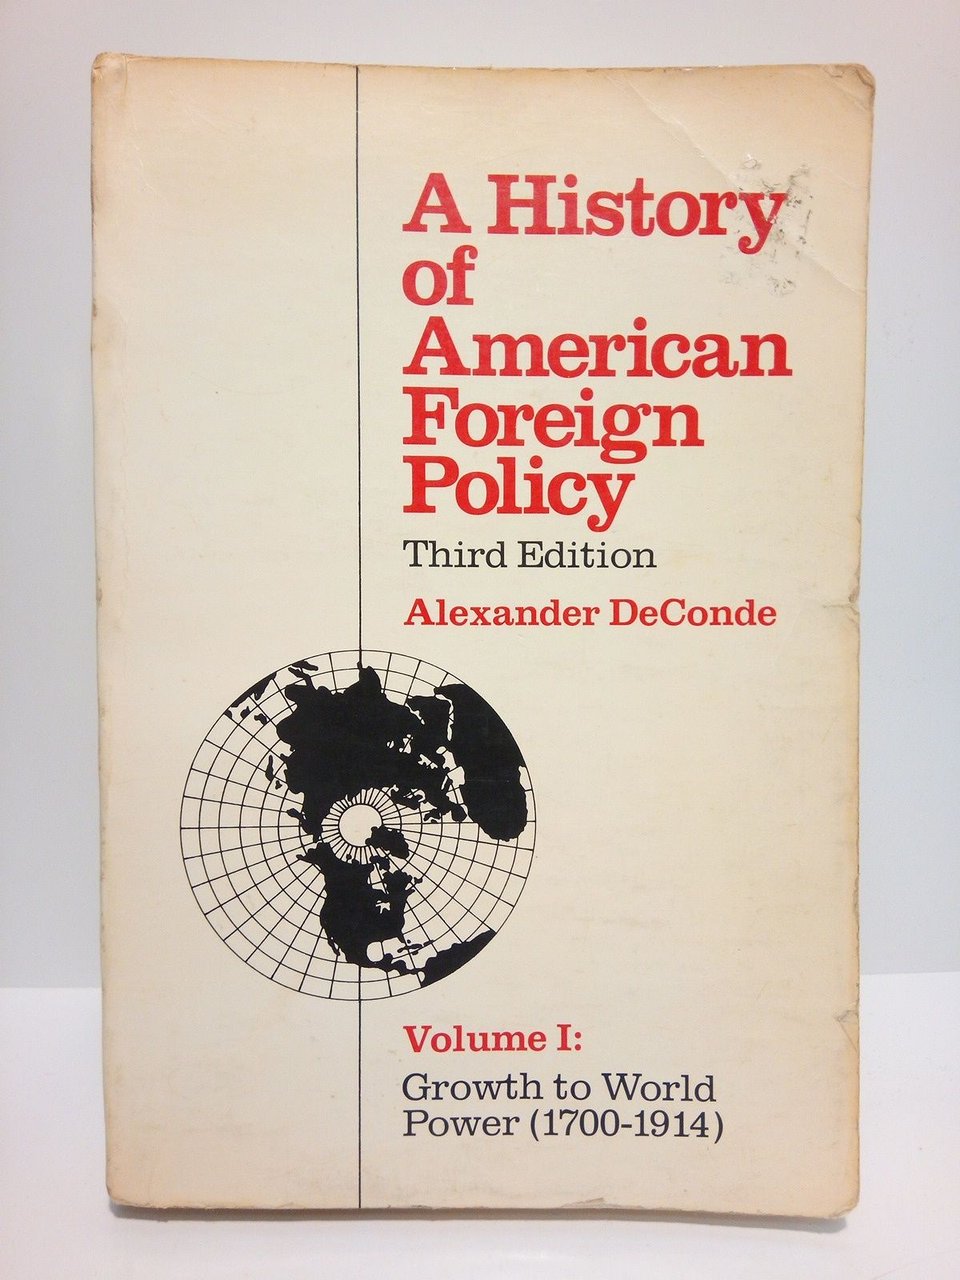 A History
of
American
Foreign
Policy
Third Edition
Alexander DeConde
Volume I:
Growth to World
Power (1700-1914)